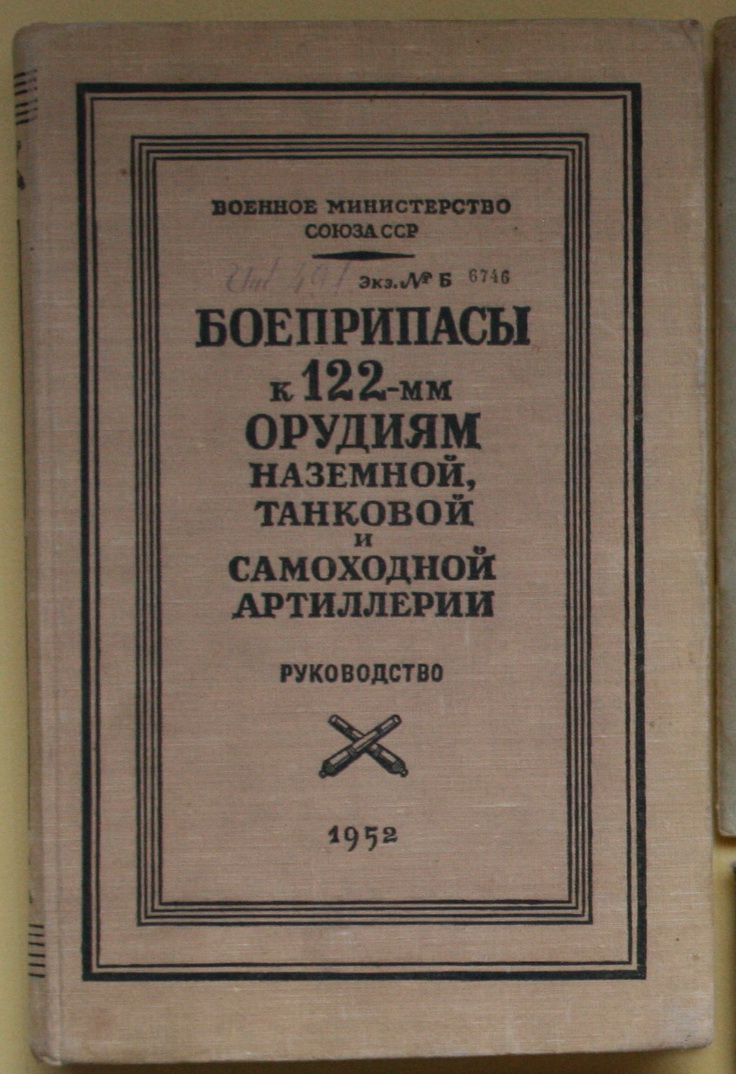 ВОЕННОЕ МИНИСТЕРСТВО
СОЮЗА ССР
Экз. № Б 6746
БОЕПРИПАСЫ
к 122-мм
ОРУДИЯМ
НАЗЕМНОЙ,
ТАНКОВОЙ
и
САМОХОДНОЙ
АРТИЛЛЕРИИ
РУКОВОДСТВО
1952